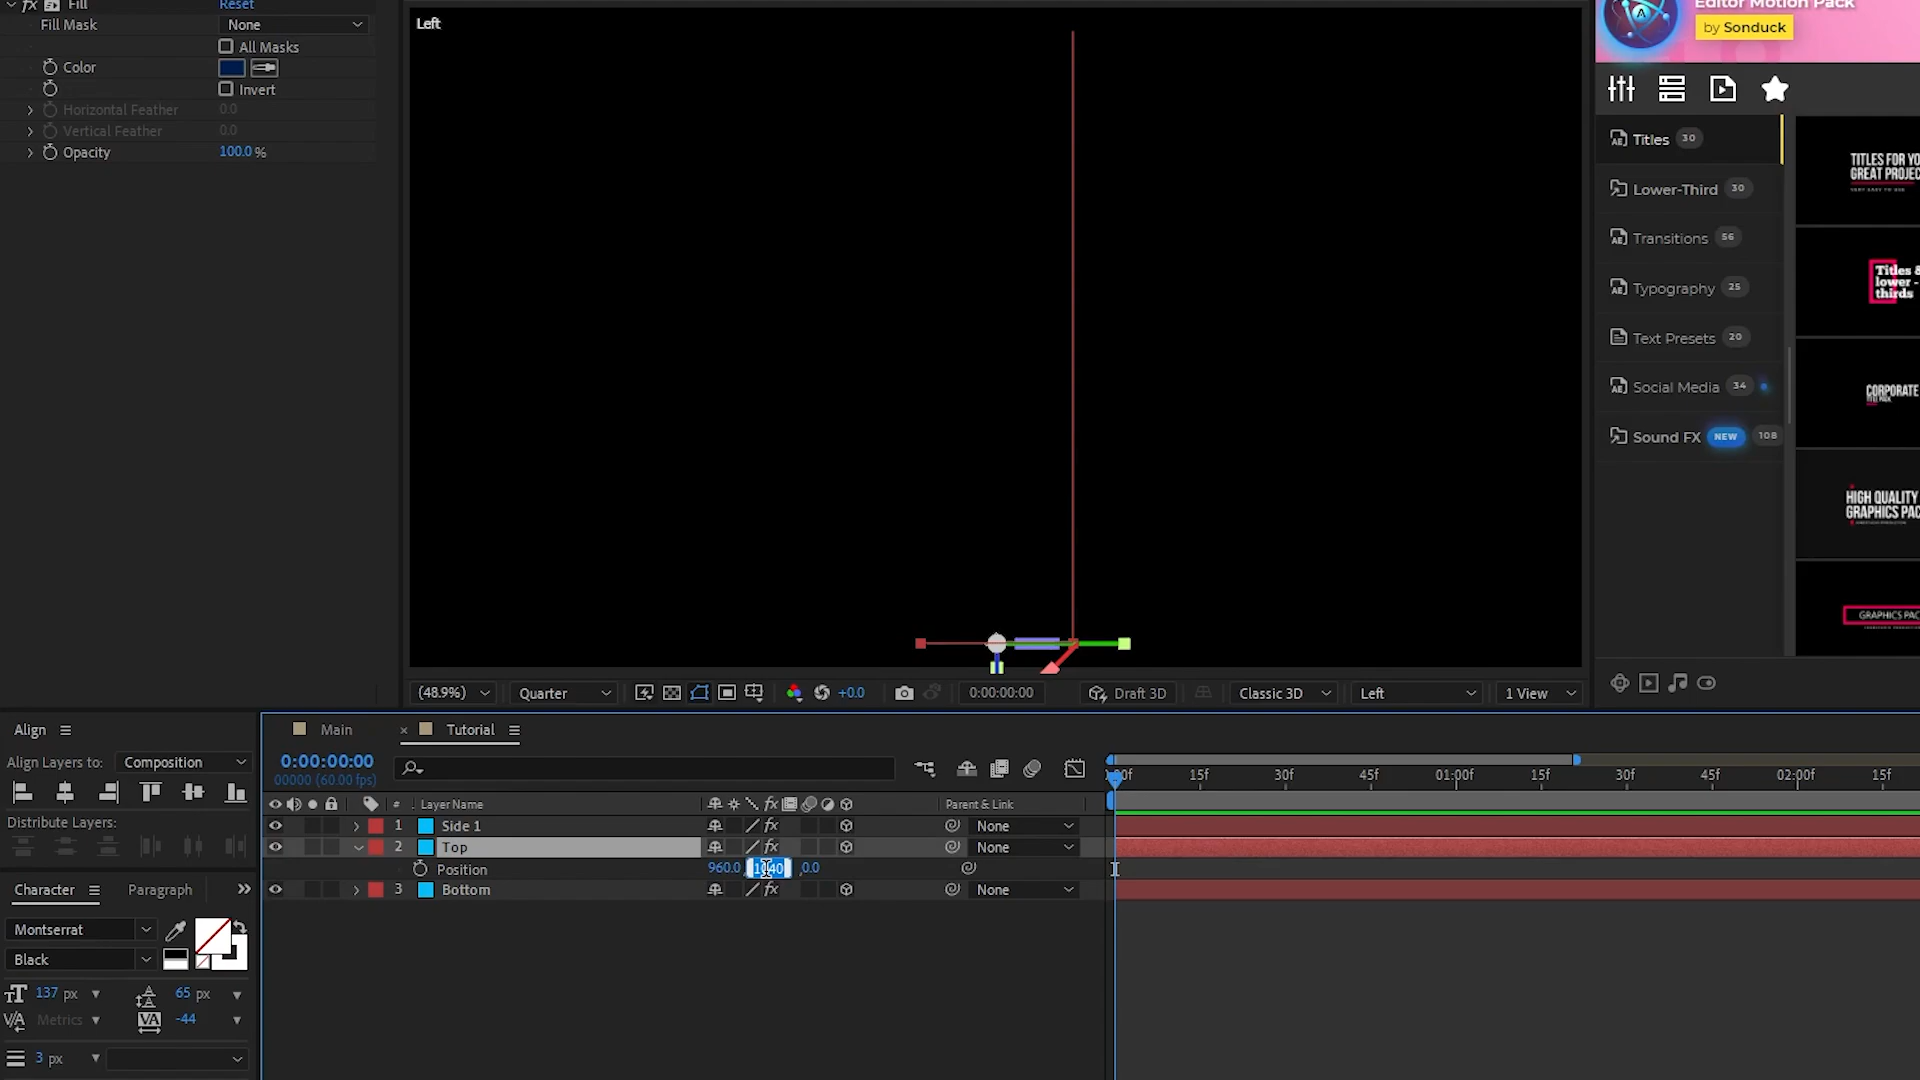 Fill
Reset
Fill Mask
None
All Masks
Color
Invert
Horizontal Feather
0.0
Vertical Feather
0.0
Opacity
100.0 %
Left
(48.9%)
Quarter
+0.0
0:00:00:00
Draft 3D
Classic 3D
Left
1 View
Editor Motion Pack
by Sonduck
Titles 30
Lower-Third 30
Transitions 56
Typography 25
Text Presets 20
Social Media 34
Sound FX NEW 108
GREAT PROJEC
Titles &
lower -
thirds
CORPORATE
HIGH QUALITY
GRAPHICS PAC
GRAPHICS PAC
Align
Align Layers to:
Composition
Distribute Layers:
Character
Paragraph
Montserrat
Black
137 px
65 px
Metrics
-44
3 px
Main
Tutorial
0:00:00:00
00000 (60.00 fps)
# Layer Name
Parent & Link
1 Side 1
None
2 Top
None
Position
960.0, 1040 ,0.0
3 Bottom
None
00f 15f 30f 45f 01:00f 15f 30f 45f 02:00f 15f